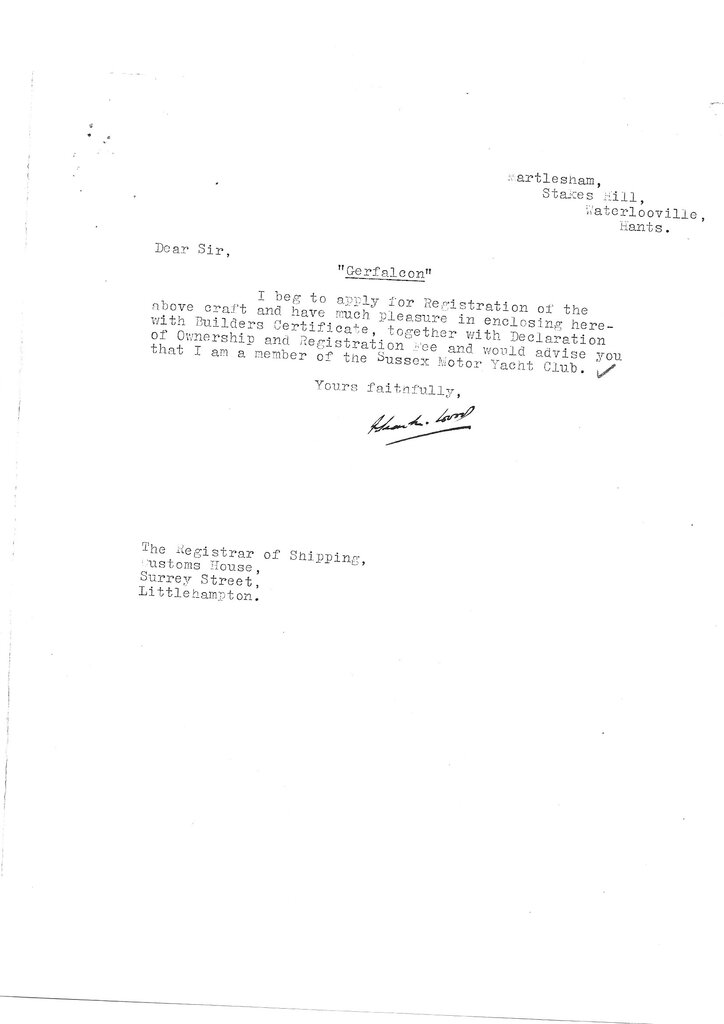 Martlesham,
Stakes Hill,
Waterlooville,
Hants.
Dear Sir,
"Gerfalcon"
I beg to apply for Registration of the
above craft and have much pleasure in enclosing here-
with Builders Certificate, together with Declaration
of Ownership and Registration Fee and would advise you
that I am a member of the Sussex Motor Yacht Club. ✓
Yours faithfully,
The Registrar of Shipping,
Customs House,
Surrey Street,
Littlehampton.